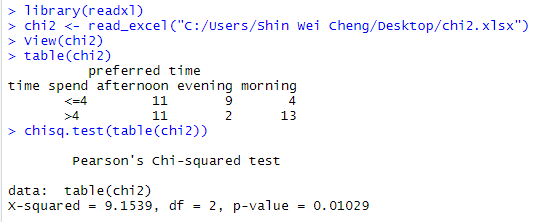 > library(readxl)
> chi2 <- read_excel("C:/Users/Shin Wei Cheng/Desktop/chi2.xlsx")
> View(chi2)
> table(chi2)
preferred time
time spend afternoon evening morning
<=4 11 9 4
>4 11 2 13
> chisq.test(table(chi2))
Pearson's Chi-squared test
data: table(chi2)
X-squared = 9.1539, df = 2, p-value = 0.01029